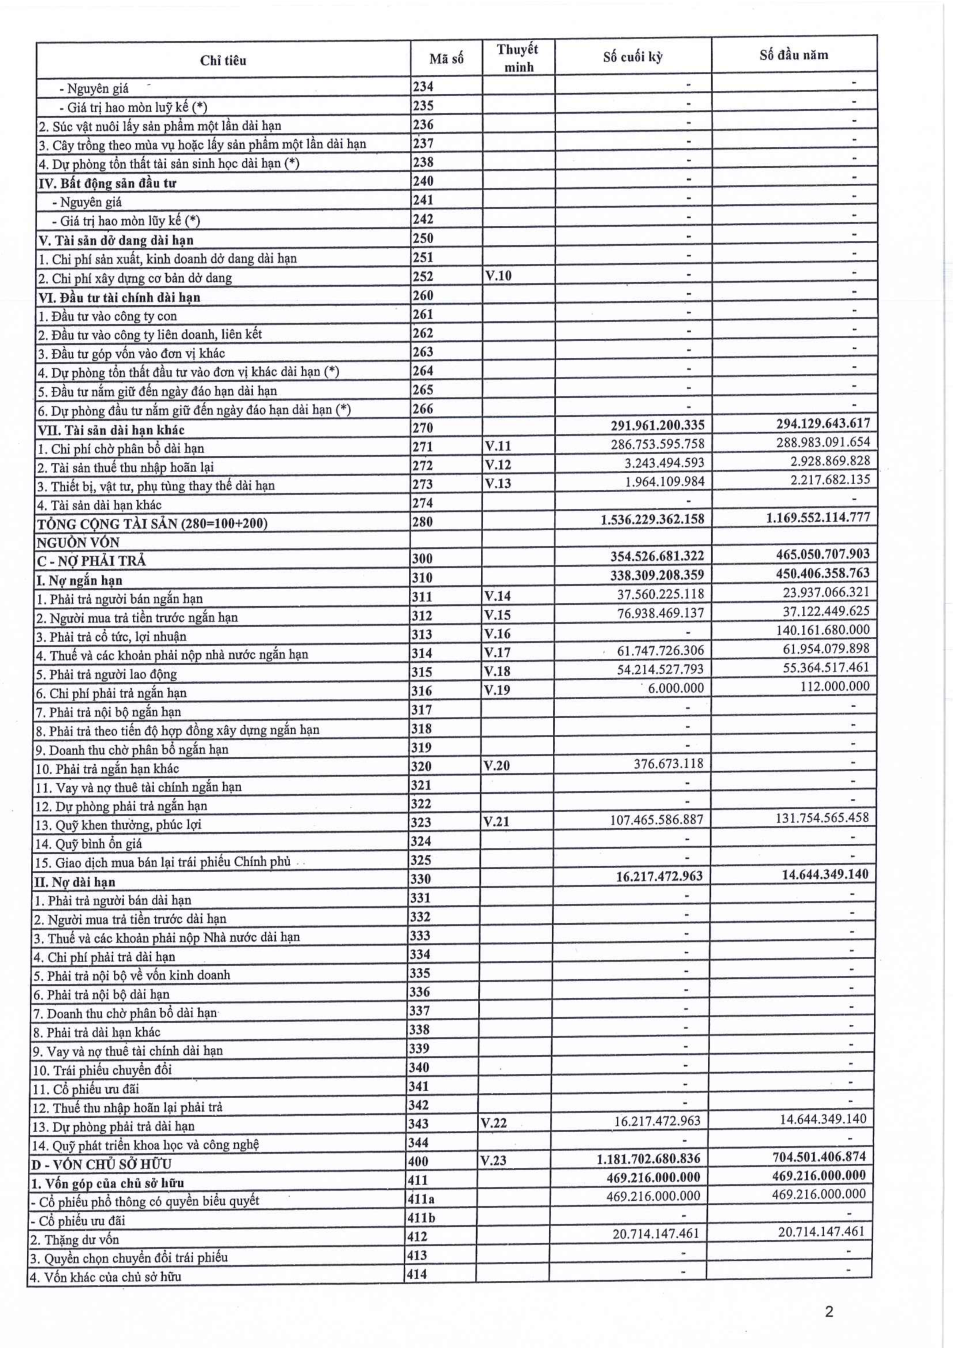 Chỉ tiêu Mã số Thuyết minh Số cuối kỳ Số đầu năm
- Nguyên giá 234 - -
- Giá trị hao mòn luỹ kế (*) 235 - -
2. Súc vật nuôi lấy sản phẩm một lần dài hạn 236 - -
3. Cây trồng theo mùa vụ hoặc lấy sản phẩm một lần dài hạn 237 - -
4. Dự phòng tổn thất tài sản sinh học dài hạn (*) 238 - -
IV. Bất động sản đầu tư 240 - -
- Nguyên giá 241 - -
- Giá trị hao mòn lũy kế (*) 242 - -
V. Tài sản dở dang dài hạn 250 - -
1. Chi phí sản xuất, kinh doanh dở dang dài hạn 251 - -
2. Chi phí xây dựng cơ bản dở dang 252 V.10 - -
VI. Đầu tư tài chính dài hạn 260 - -
1. Đầu tư vào công ty con 261 - -
2. Đầu tư vào công ty liên doanh, liên kết 262 - -
3. Đầu tư góp vốn vào đơn vị khác 263 - -
4. Dự phòng tổn thất đầu tư vào đơn vị khác dài hạn (*) 264 - -
5. Đầu tư nắm giữ đến ngày đáo hạn dài hạn 265 - -
6. Dự phòng đầu tư nắm giữ đến ngày đáo hạn dài hạn (*) 266 - -
VII. Tài sản dài hạn khác 270 291.961.200.335 294.129.643.617
1. Chi phí chờ phân bổ dài hạn 271 V.11 286.753.595.758 288.983.091.654
2. Tài sản thuế thu nhập hoãn lại 272 V.12 3.243.494.593 2.928.869.828
3. Thiết bị, vật tư, phụ tùng thay thế dài hạn 273 V.13 1.964.109.984 2.217.682.135
4. Tài sản dài hạn khác 274 - -
TỔNG CỘNG TÀI SẢN (280=100+200) 280 1.536.229.362.158 1.169.552.114.777
NGUỒN VỐN
C - NỢ PHẢI TRẢ 300 354.526.681.322 465.050.707.903
I. Nợ ngắn hạn 310 338.309.208.359 450.406.358.763
1. Phải trả người bán ngắn hạn 311 V.14 37.560.225.118 23.937.066.321
2. Người mua trả tiền trước ngắn hạn 312 V.15 76.938.469.137 37.122.449.625
3. Phải trả cổ tức, lợi nhuận 313 V.16 - 140.161.680.000
4. Thuế và các khoản phải nộp nhà nước ngắn hạn 314 V.17 61.747.726.306 61.954.079.898
5. Phải trả người lao động 315 V.18 54.214.527.793 55.364.517.461
6. Chi phí phải trả ngắn hạn 316 V.19 6.000.000 112.000.000
7. Phải trả nội bộ ngắn hạn 317 - -
8. Phải trả theo tiến độ hợp đồng xây dựng ngắn hạn 318 - -
9. Doanh thu chờ phân bổ ngắn hạn 319 - -
10. Phải trả ngắn hạn khác 320 V.20 376.673.118 -
11. Vay và nợ thuê tài chính ngắn hạn 321 - -
12. Dự phòng phải trả ngắn hạn 322 - -
13. Quỹ khen thưởng, phúc lợi 323 V.21 107.465.586.887 131.754.565.458
14. Quỹ bình ổn giá 324 - -
15. Giao dịch mua bán lại trái phiếu Chính phủ 325 - -
II. Nợ dài hạn 330 16.217.472.963 14.644.349.140
1. Phải trả người bán dài hạn 331 - -
2. Người mua trả tiền trước dài hạn 332 - -
3. Thuế và các khoản phải nộp Nhà nước dài hạn 333 - -
4. Chi phí phải trả dài hạn 334 - -
5. Phải trả nội bộ về vốn kinh doanh 335 - -
6. Phải trả nội bộ dài hạn 336 - -
7. Doanh thu chờ phân bổ dài hạn 337 - -
8. Phải trả dài hạn khác 338 - -
9. Vay và nợ thuê tài chính dài hạn 339 - -
10. Trái phiếu chuyển đổi 340 - -
11. Cổ phiếu ưu đãi 341 - -
12. Thuế thu nhập hoãn lại phải trả 342 - -
13. Dự phòng phải trả dài hạn 343 V.22 16.217.472.963 14.644.349.140
14. Quỹ phát triển khoa học và công nghệ 344 - -
D - VỐN CHỦ SỞ HỮU 400 V.23 1.181.702.680.836 704.501.406.874
1. Vốn góp của chủ sở hữu 411 469.216.000.000 469.216.000.000
- Cổ phiếu phổ thông có quyền biểu quyết 411a 469.216.000.000 469.216.000.000
- Cổ phiếu ưu đãi 411b - -
2. Thặng dư vốn 412 20.714.147.461 20.714.147.461
3. Quyền chọn chuyển đổi trái phiếu 413 - -
4. Vốn khác của chủ sở hữu 414 - -
2